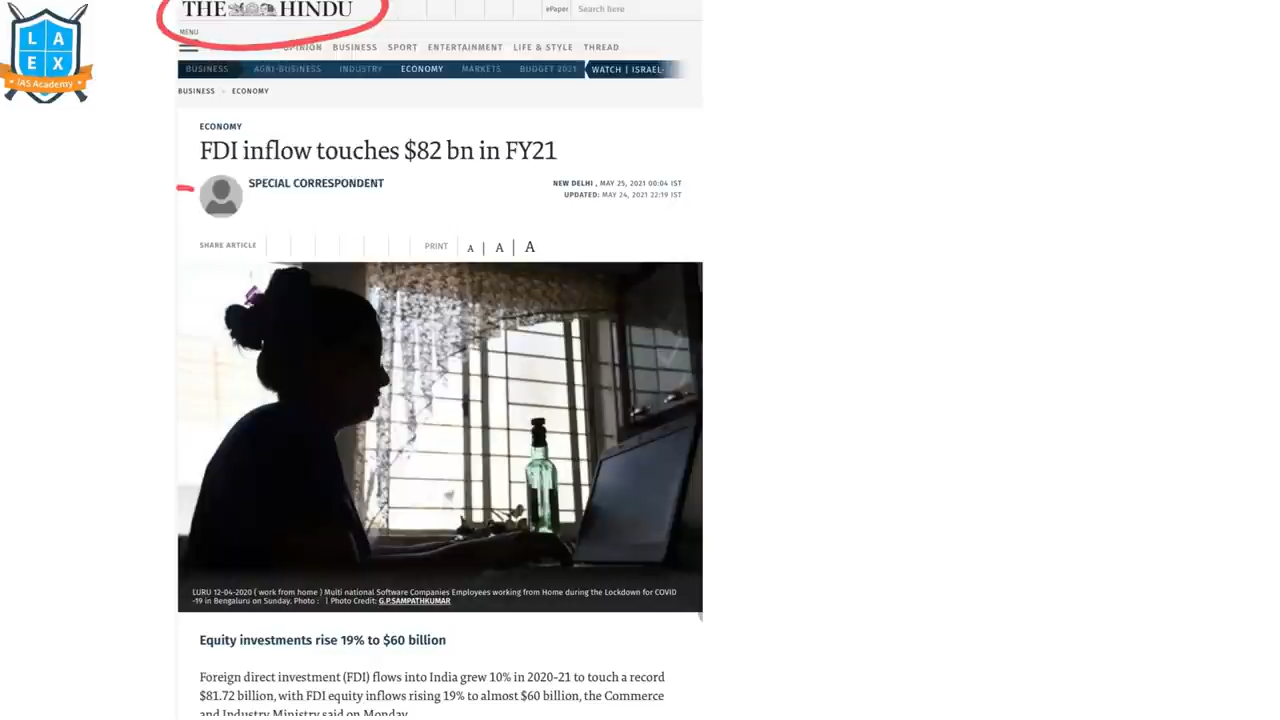 THE HINDU
ePaper
Search here
MENU
OPINION BUSINESS SPORT ENTERTAINMENT LIFE & STYLE THREAD
BUSINESS AGRI-BUSINESS INDUSTRY ECONOMY MARKETS BUDGET 2021 WATCH | ISRAEL-
BUSINESS ECONOMY
L A
E X
IAS Academy
ECONOMY
FDI inflow touches $82 bn in FY21
SPECIAL CORRESPONDENT
NEW DELHI , MAY 25, 2021 00:04 IST
UPDATED: MAY 24, 2021 22:19 IST
SHARE ARTICLE PRINT A | A | A
LURU 12-04-2020 ( work from home ) Multi national Software Companies Employees working from Home during the Lockdown for COVID
-19 in Bengaluru on Sunday. Photo : | Photo Credit: G.P.SAMPATHKUMAR
Equity investments rise 19% to $60 billion
Foreign direct investment (FDI) flows into India grew 10% in 2020-21 to touch a record
$81.72 billion, with FDI equity inflows rising 19% to almost $60 billion, the Commerce
and Industry Ministry said on Monday.